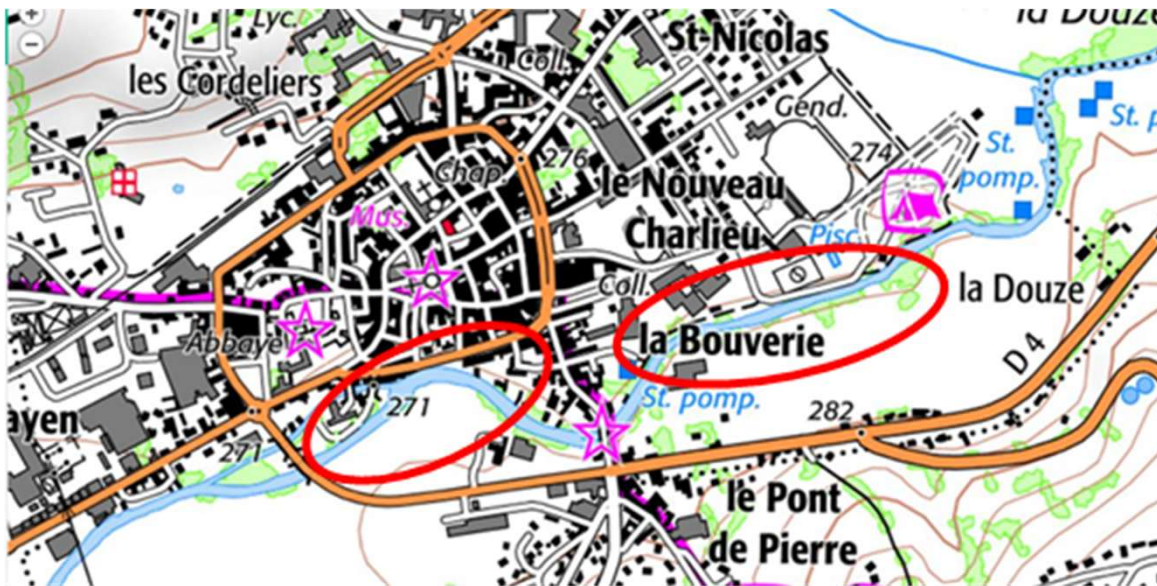 la Douze
Lyc.
St-Nicolas
Coll.
les Cordeliers
Gend.
St. p
St.
pomp.
274
276
Chap.
le Nouveau
Charlieu
Mus.
Pisc.
Coll.
la Douze
Abbaye
la Bouverie
D 4
St. pomp.
271
282
ayen
271
le Pont
de Pierre